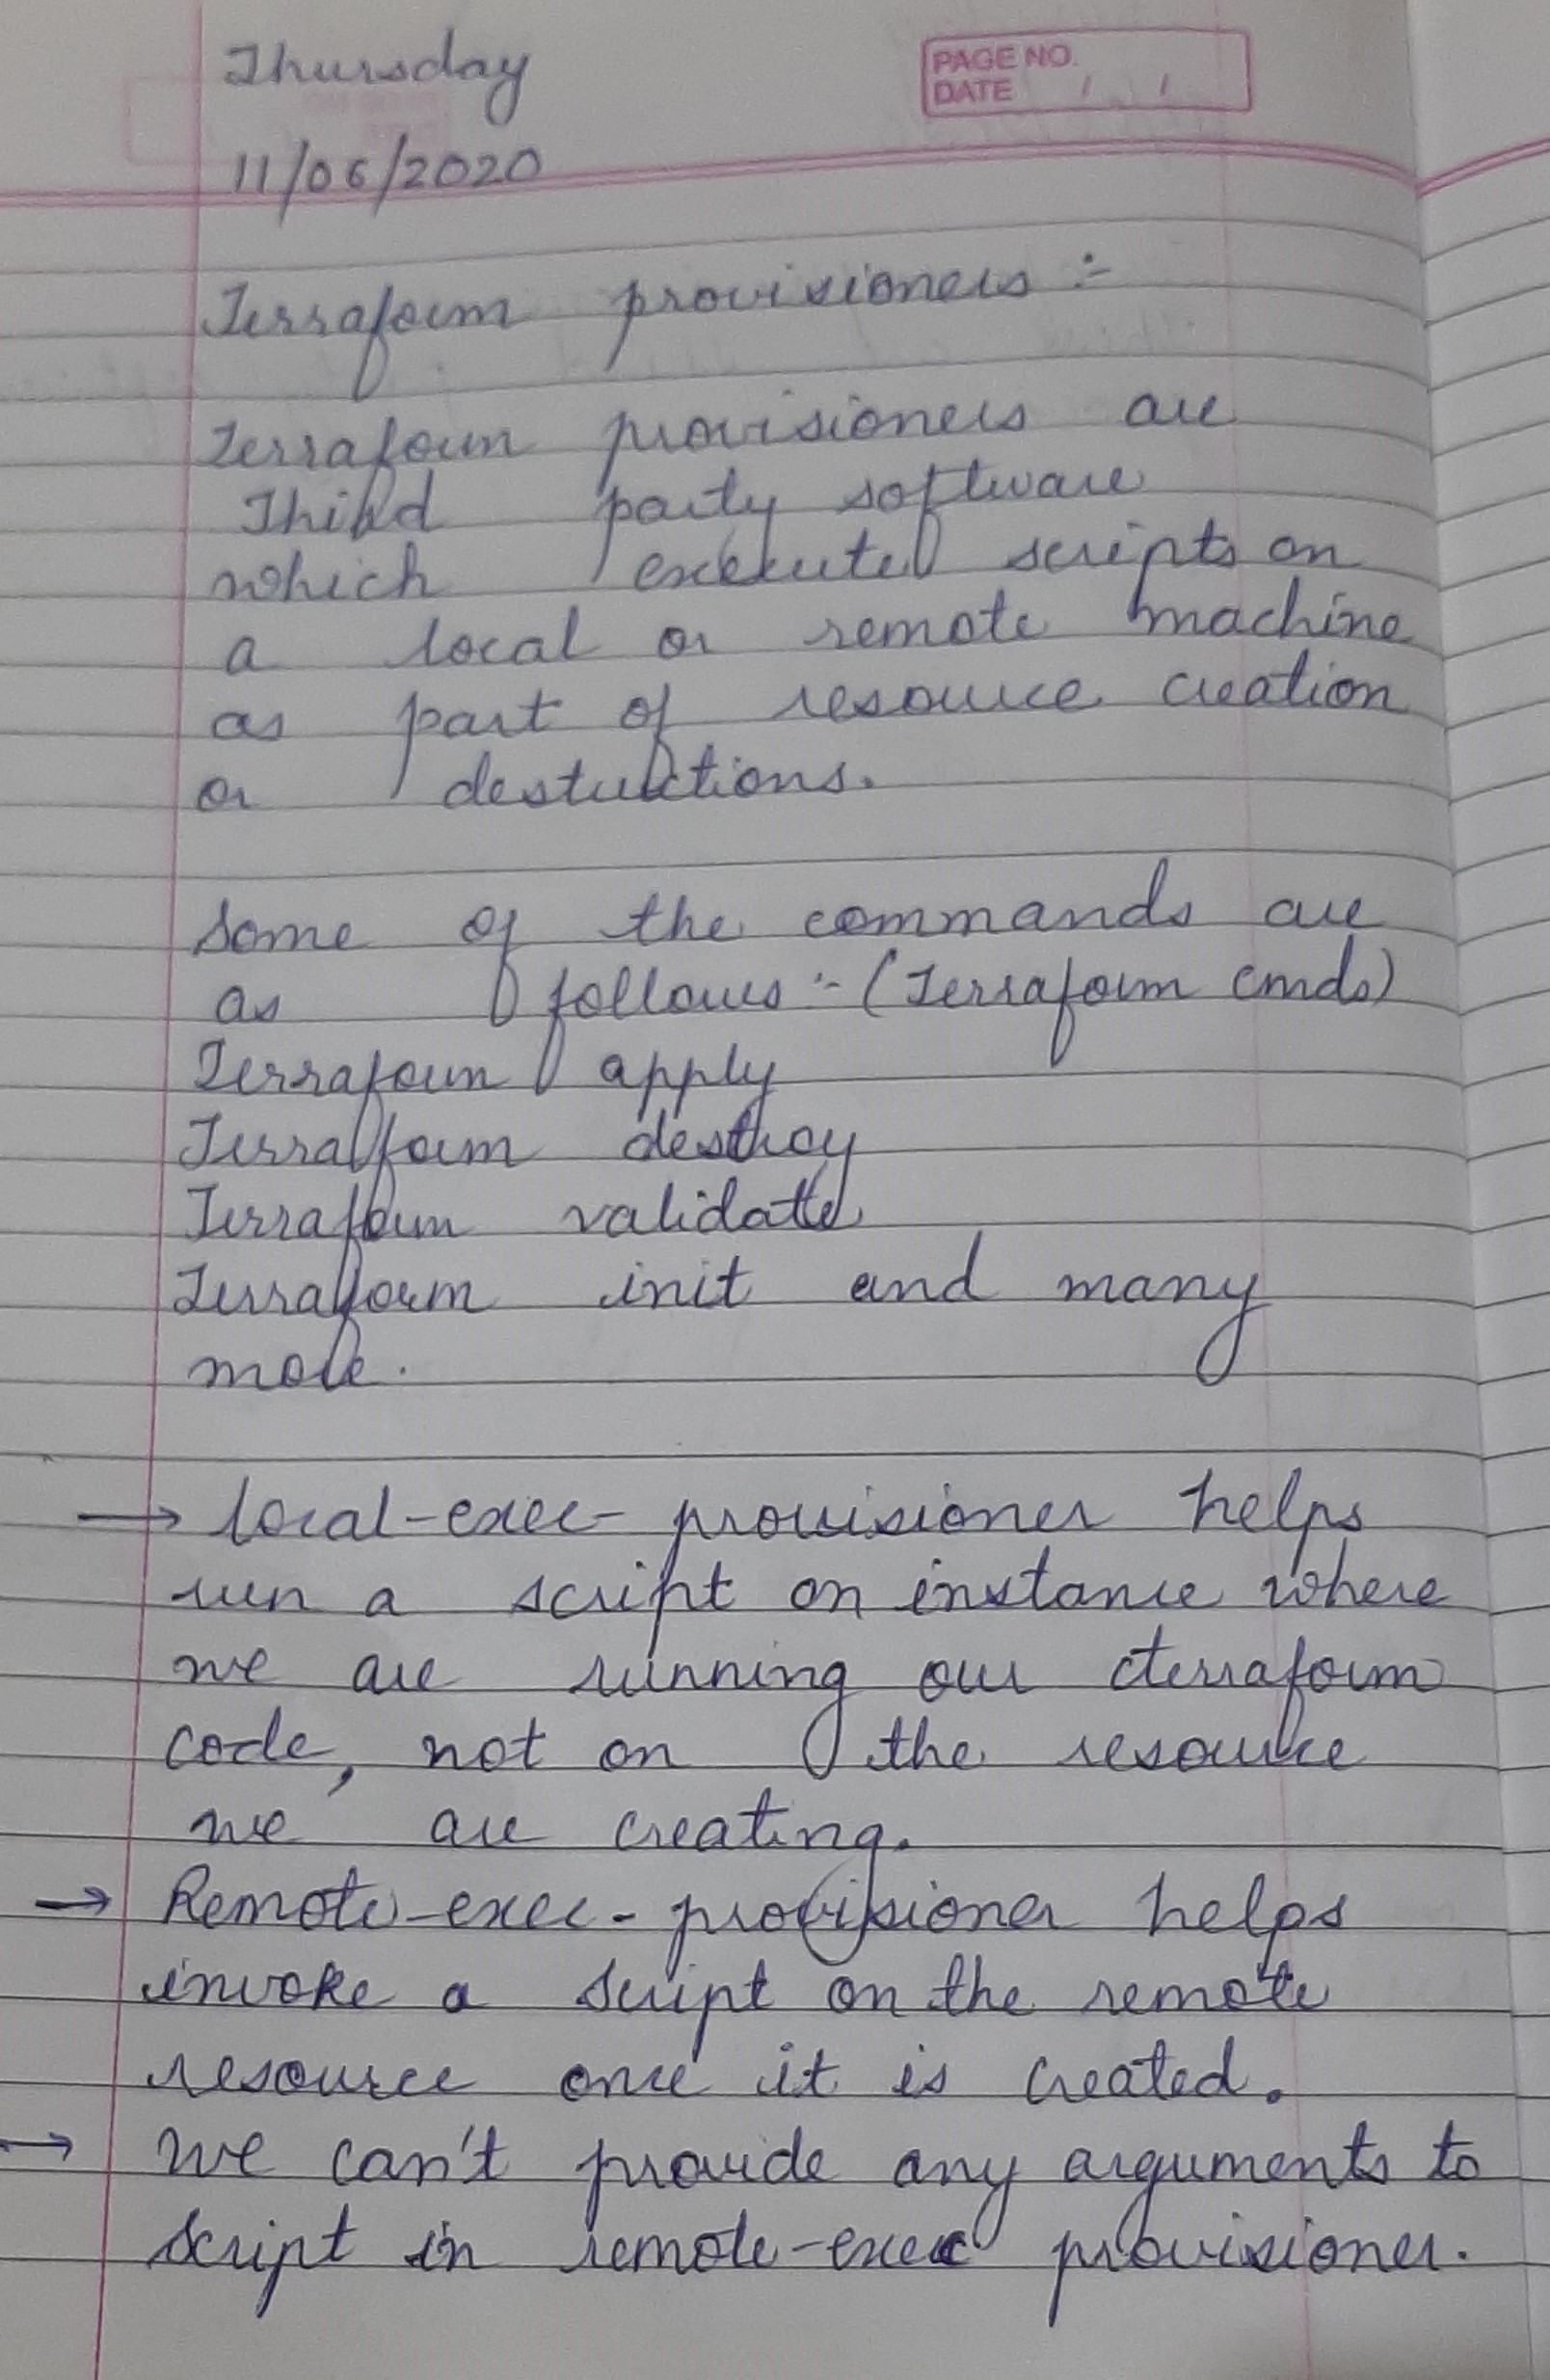 Thursday
PAGE NO.
DATE / /
11/06/2020
Terraform provisioners :-
Terraform provisioners are
Third party software
which execute scripts on
a local or remote machine
as part of resource creation
or destructions.
Some of the commands are
as follows :- (Terraform cmds)
Terraform apply
Terraform destroy
Terraform validate
Terraform init and many
more.
→ local-exec- provisioner helps
run a script on instance where
we are running our terraform
code, not on the resource
we are creating.
→ Remote-exec- provisioner helps
invoke a script on the remote
resource once it is created.
→ we can't provide any arguments to
script in remote-exec provisioner.